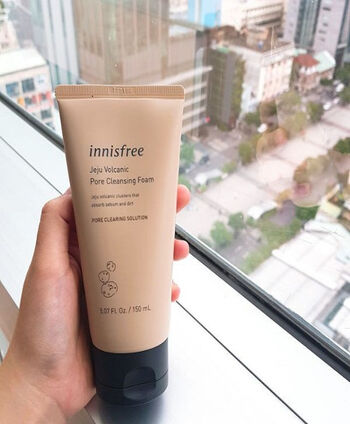 innisfree
Jeju Volcanic
Pore Cleansing Foam
Jeju volcanic clusters that
absorb sebum and dirt
PORE CLEARING SOLUTION
5.07 Fl. Oz. / 150 mL